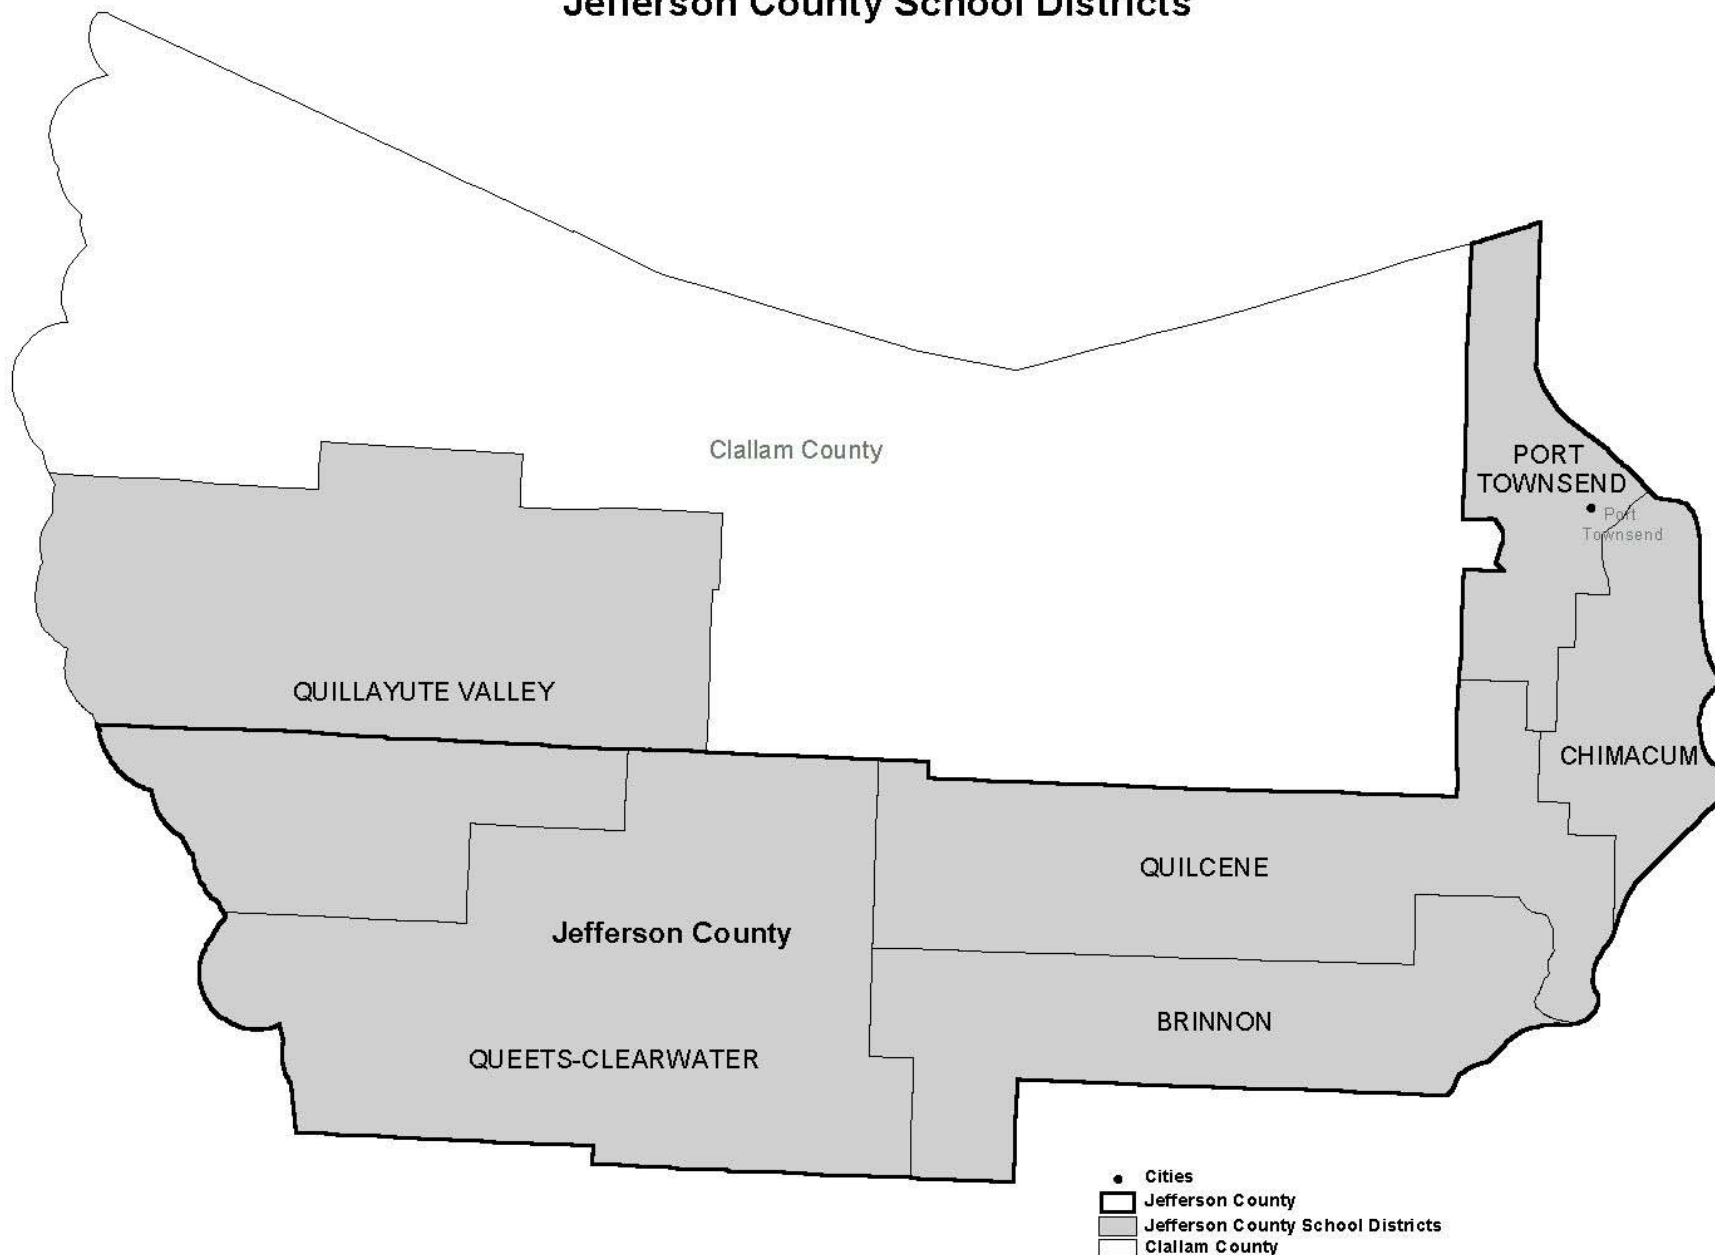 Jefferson County School Districts
Clallam County
PORT
TOWNSEND
Port
Townsend
QUILLAYUTE VALLEY
CHIMACUM
QUILCENE
Jefferson County
BRINNON
QUEETS-CLEARWATER
Cities
Jefferson County
Jefferson County School Districts
Clallam County